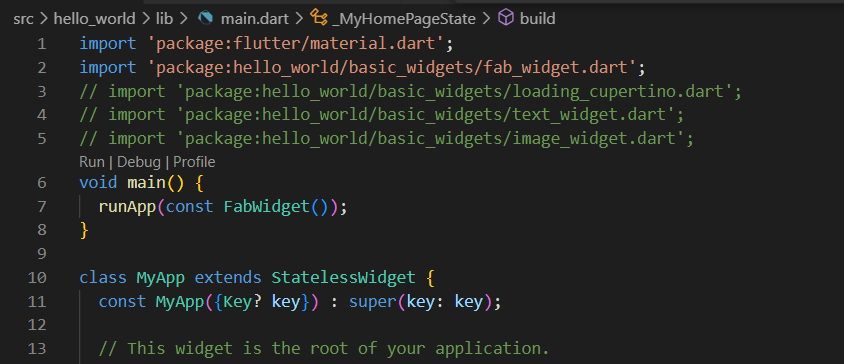 src > hello_world > lib > main.dart > _MyHomePageState > build
1 import 'package:flutter/material.dart';
2 import 'package:hello_world/basic_widgets/fab_widget.dart';
3 // import 'package:hello_world/basic_widgets/loading_cupertino.dart';
4 // import 'package:hello_world/basic_widgets/text_widget.dart';
5 // import 'package:hello_world/basic_widgets/image_widget.dart';
Run | Debug | Profile
6 void main() {
7 runApp(const FabWidget());
8 }
9
10 class MyApp extends StatelessWidget {
11 const MyApp({Key? key}) : super(key: key);
12
13 // This widget is the root of your application.